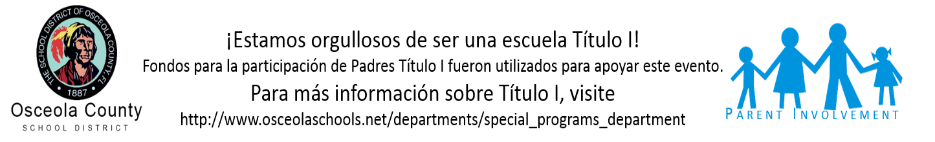 THE SCHOOL DISTRICT OF OSCEOLA COUNTY, FL
1887
Osceola County
SCHOOL DISTRICT
¡Estamos orgullosos de ser una escuela Título I!
Fondos para la participación de Padres Título I fueron utilizados para apoyar este evento.
Para más información sobre Título I, visite
http://www.osceolaschools.net/departments/special_programs_department
PARENT INVOLVEMENT